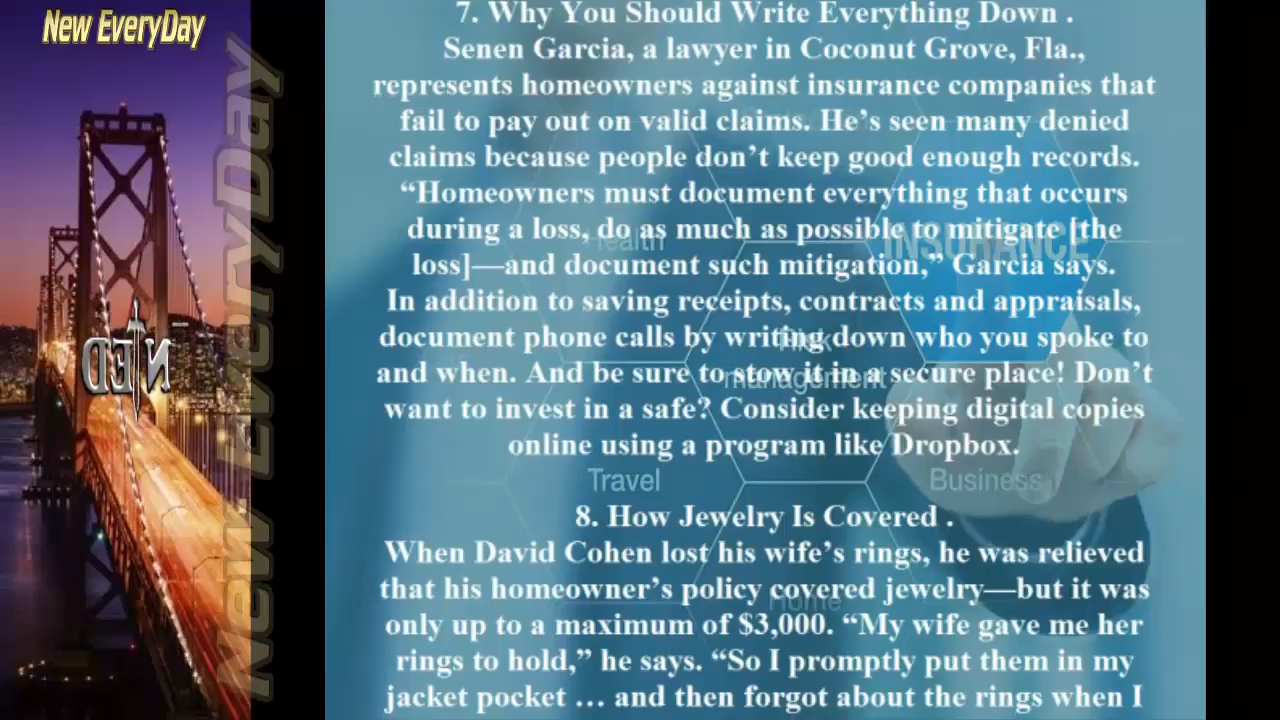 New EveryDay
New EveryDay
NED
7. Why You Should Write Everything Down .
Senen Garcia, a lawyer in Coconut Grove, Fla.,
represents homeowners against insurance companies that
fail to pay out on valid claims. He’s seen many denied
claims because people don’t keep good enough records.
“Homeowners must document everything that occurs
during a loss, do as much as possible to mitigate [the
loss]—and document such mitigation,” Garcia says.
In addition to saving receipts, contracts and appraisals,
document phone calls by writing down who you spoke to
and when. And be sure to stow it in a secure place! Don’t
want to invest in a safe? Consider keeping digital copies
online using a program like Dropbox.
8. How Jewelry Is Covered .
When David Cohen lost his wife’s rings, he was relieved
that his homeowner’s policy covered jewelry—but it was
only up to a maximum of $3,000. “My wife gave me her
rings to hold,” he says. “So I promptly put them in my
jacket pocket … and then forgot about the rings when I
Health
INSURANCE
Risk
management
Travel
Business
Home